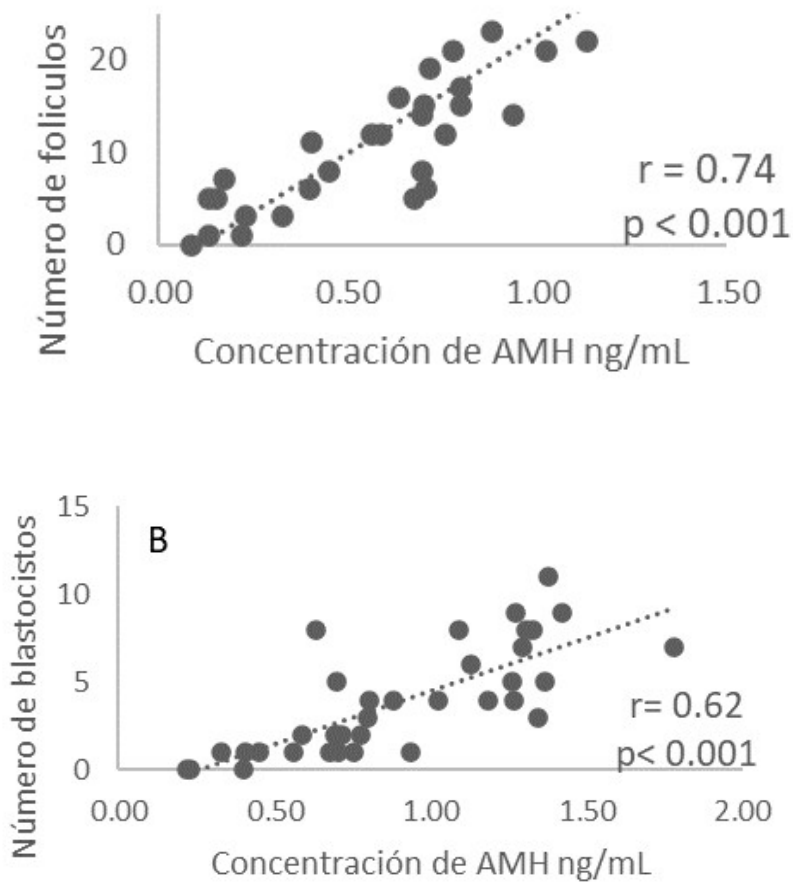 Número de foliculos
20
10
0
r = 0.74
p < 0.001
0.00 0.50 1.00 1.50
Concentración de AMH ng/mL
Número de blastocistos
B
15
10
5
0
r= 0.62
p< 0.001
0.00 0.50 1.00 1.50 2.00
Concentración de AMH ng/mL